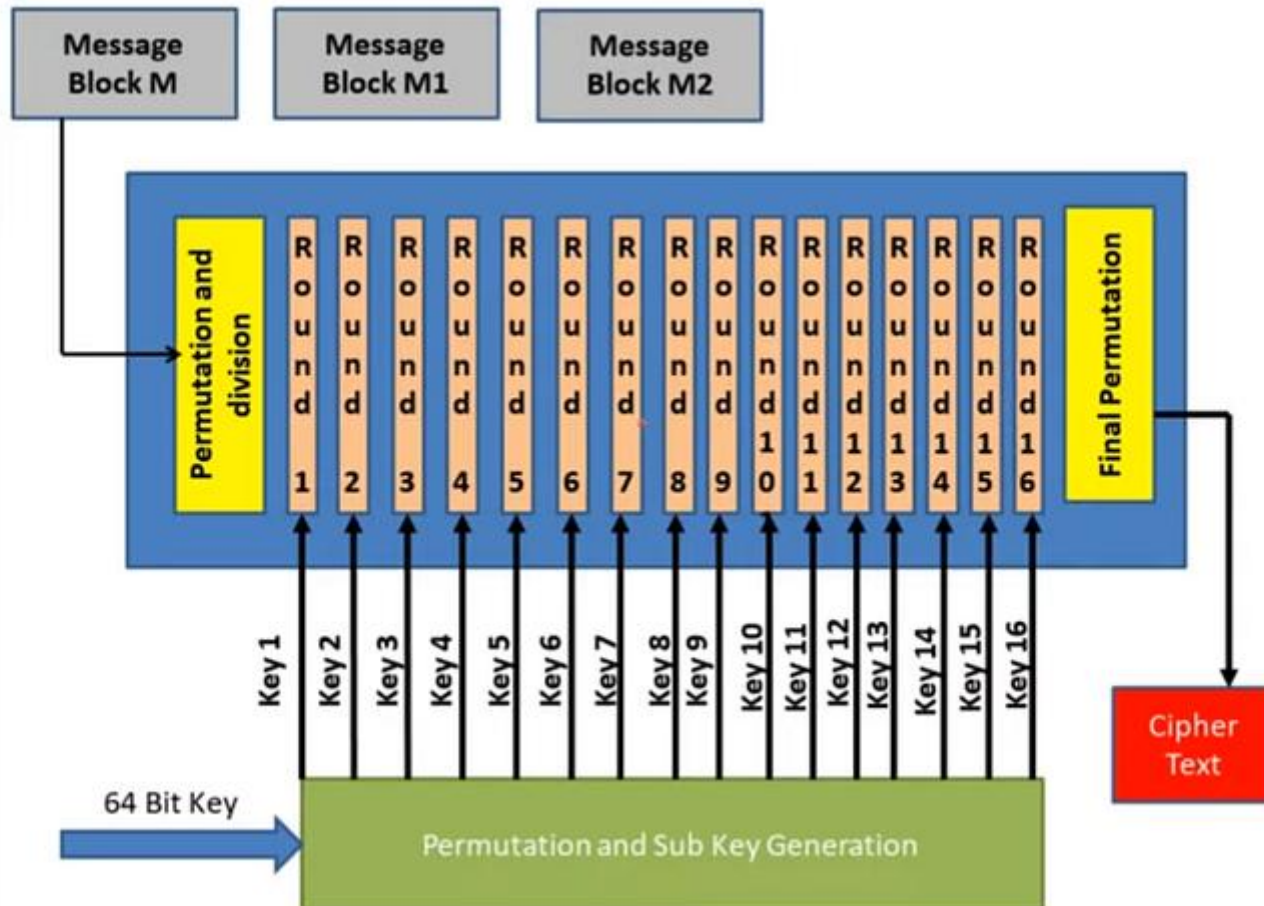 Message
Block M
Message
Block M1
Message
Block M2
Permutation and
division
Round 1
Round 2
Round 3
Round 4
Round 5
Round 6
Round 7
Round 8
Round 9
Round 10
Round 11
Round 12
Round 13
Round 14
Round 15
Round 16
Final Permutation
Key 1
Key 2
Key 3
Key 4
Key 5
Key 6
Key 7
Key 8
Key 9
Key 10
Key 11
Key 12
Key 13
Key 14
Key 15
Key 16
Cipher
Text
64 Bit Key
Permutation and Sub Key Generation